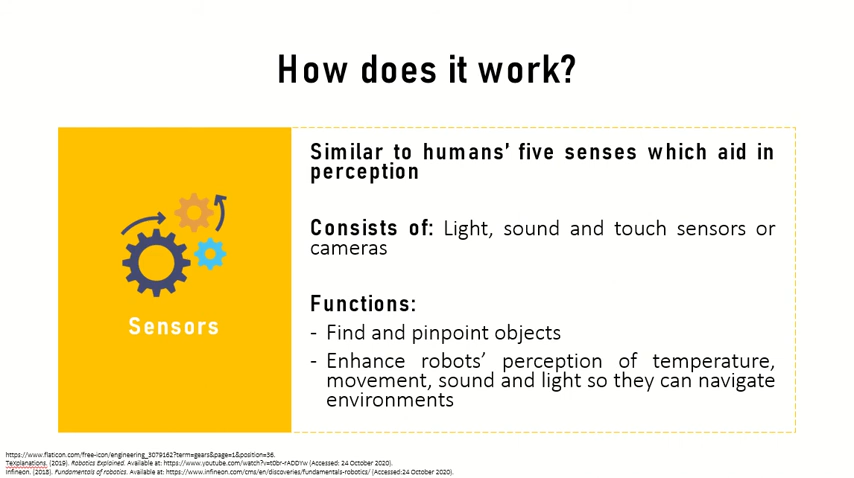 How does it work?
Similar to humans’ five senses which aid in
perception
Consists of: Light, sound and touch sensors or
cameras
Sensors
Functions:
- Find and pinpoint objects
- Enhance robots’ perception of temperature,
movement, sound and light so they can navigate
environments
https://www.flaticon.com/free-icon/engineering_3079162?term=gears&page=1&position=36.
Texplanations. (2019). Robotics Explained. Available at: https://www.youtube.com/watch?v=t0br-rADDYw (Accessed: 24 October 2020).
Infineon. (2018). Fundamentals of robotics. Available at: https://www.infineon.com/cms/en/discoveries/fundamentals-robotics/ (Accessed:24 October 2020).